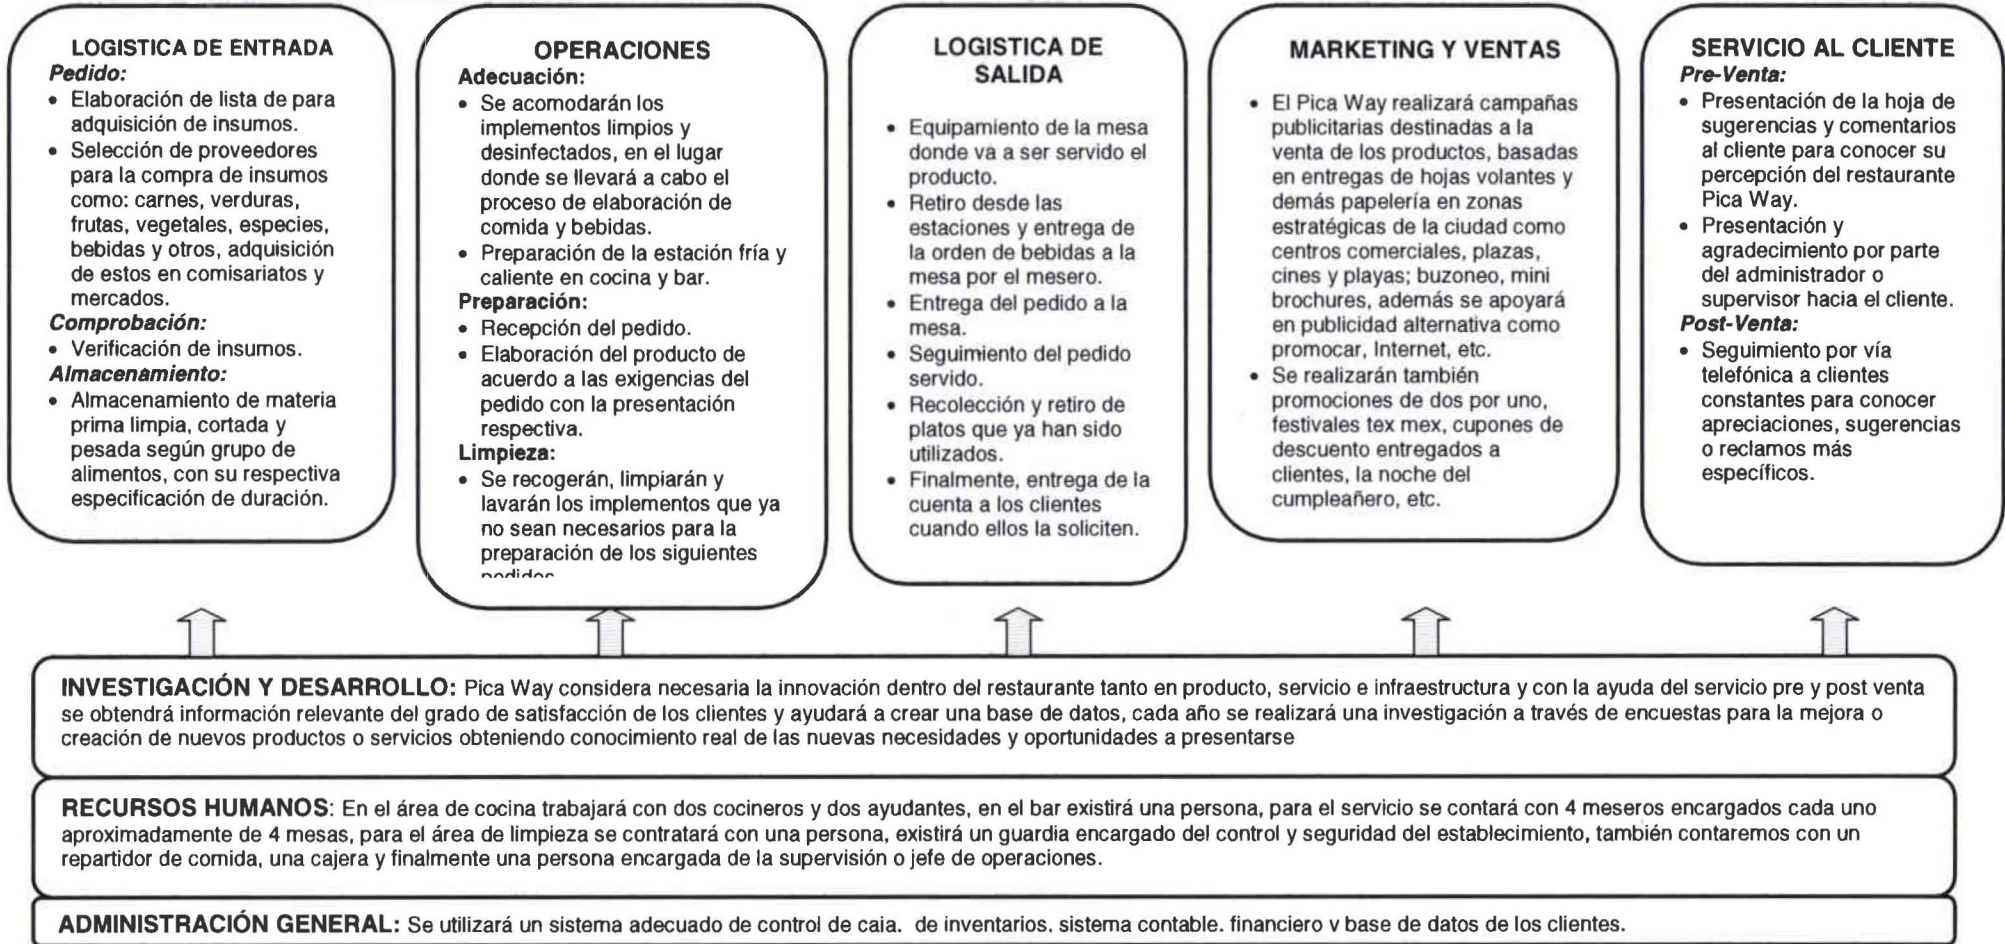 LOGISTICA DE ENTRADA
Pedido:
• Elaboración de lista de para
adquisición de insumos.
• Selección de proveedores
para la compra de insumos
como: carnes, verduras,
frutas, vegetales, especies,
bebidas y otros, adquisición
de estos en comisariatos y
mercados.
Comprobación:
• Verificación de insumos.
Almacenamiento:
• Almacenamiento de materia
prima limpia, cortada y
pesada según grupo de
alimentos, con su respectiva
especificación de duración.
OPERACIONES
Adecuación:
• Se acomodarán los
implementos limpios y
desinfectados, en el lugar
donde se llevará a cabo el
proceso de elaboración de
comida y bebidas.
• Preparación de la estación fría y
caliente en cocina y bar.
Preparación:
• Recepción del pedido.
• Elaboración del producto de
acuerdo a las exigencias del
pedido con la presentación
respectiva.
Limpieza:
• Se recogerán, limpiarán y
lavarán los implementos que ya
no sean necesarios para la
preparación de los siguientes
pedidos
LOGISTICA DE
SALIDA
• Equipamiento de la mesa
donde va a ser servido el
producto.
• Retiro desde las
estaciones y entrega de
la orden de bebidas a la
mesa por el mesero.
• Entrega del pedido a la
mesa.
• Seguimiento del pedido
servido.
• Recolección y retiro de
platos que ya han sido
utilizados.
• Finalmente, entrega de la
cuenta a los clientes
cuando ellos la soliciten.
MARKETING Y VENTAS
• El Pica Way realizará campañas
publicitarias destinadas a la
venta de los productos, basadas
en entregas de hojas volantes y
demás papelería en zonas
estratégicas de la ciudad como
centros comerciales, plazas,
cines y playas; buzoneo, mini
brochures, además se apoyará
en publicidad alternativa como
promocar, Internet, etc.
• Se realizarán también
promociones de dos por uno,
festivales tex mex, cupones de
descuento entregados a
clientes, la noche del
cumpleañero, etc.
SERVICIO AL CLIENTE
Pre-Venta:
• Presentación de la hoja de
sugerencias y comentarios
al cliente para conocer su
percepción del restaurante
Pica Way.
• Presentación y
agradecimiento por parte
del administrador o
supervisor hacia el cliente.
Post-Venta:
• Seguimiento por vía
telefónica a clientes
constantes para conocer
apreciaciones, sugerencias
o reclamos más
específicos.
INVESTIGACIÓN Y DESARROLLO: Pica Way considera necesaria la innovación dentro del restaurante tanto en producto, servicio e infraestructura y con la ayuda del servicio pre y post venta
se obtendrá información relevante del grado de satisfacción de los clientes y ayudará a crear una base de datos, cada año se realizará una investigación a través de encuestas para la mejora o
creación de nuevos productos o servicios obteniendo conocimiento real de las nuevas necesidades y oportunidades a presentarse
RECURSOS HUMANOS: En el área de cocina trabajará con dos cocineros y dos ayudantes, en el bar existirá una persona, para el servicio se contará con 4 meseros encargados cada uno
aproximadamente de 4 mesas, para el área de limpieza se contratará con una persona, existirá un guardia encargado del control y seguridad del establecimiento, también contaremos con un
repartidor de comida, una cajera y finalmente una persona encargada de la supervisión o jefe de operaciones.
ADMINISTRACIÓN GENERAL: Se utilizará un sistema adecuado de control de caja, de inventarios, sistema contable, financiero y base de datos de los clientes.